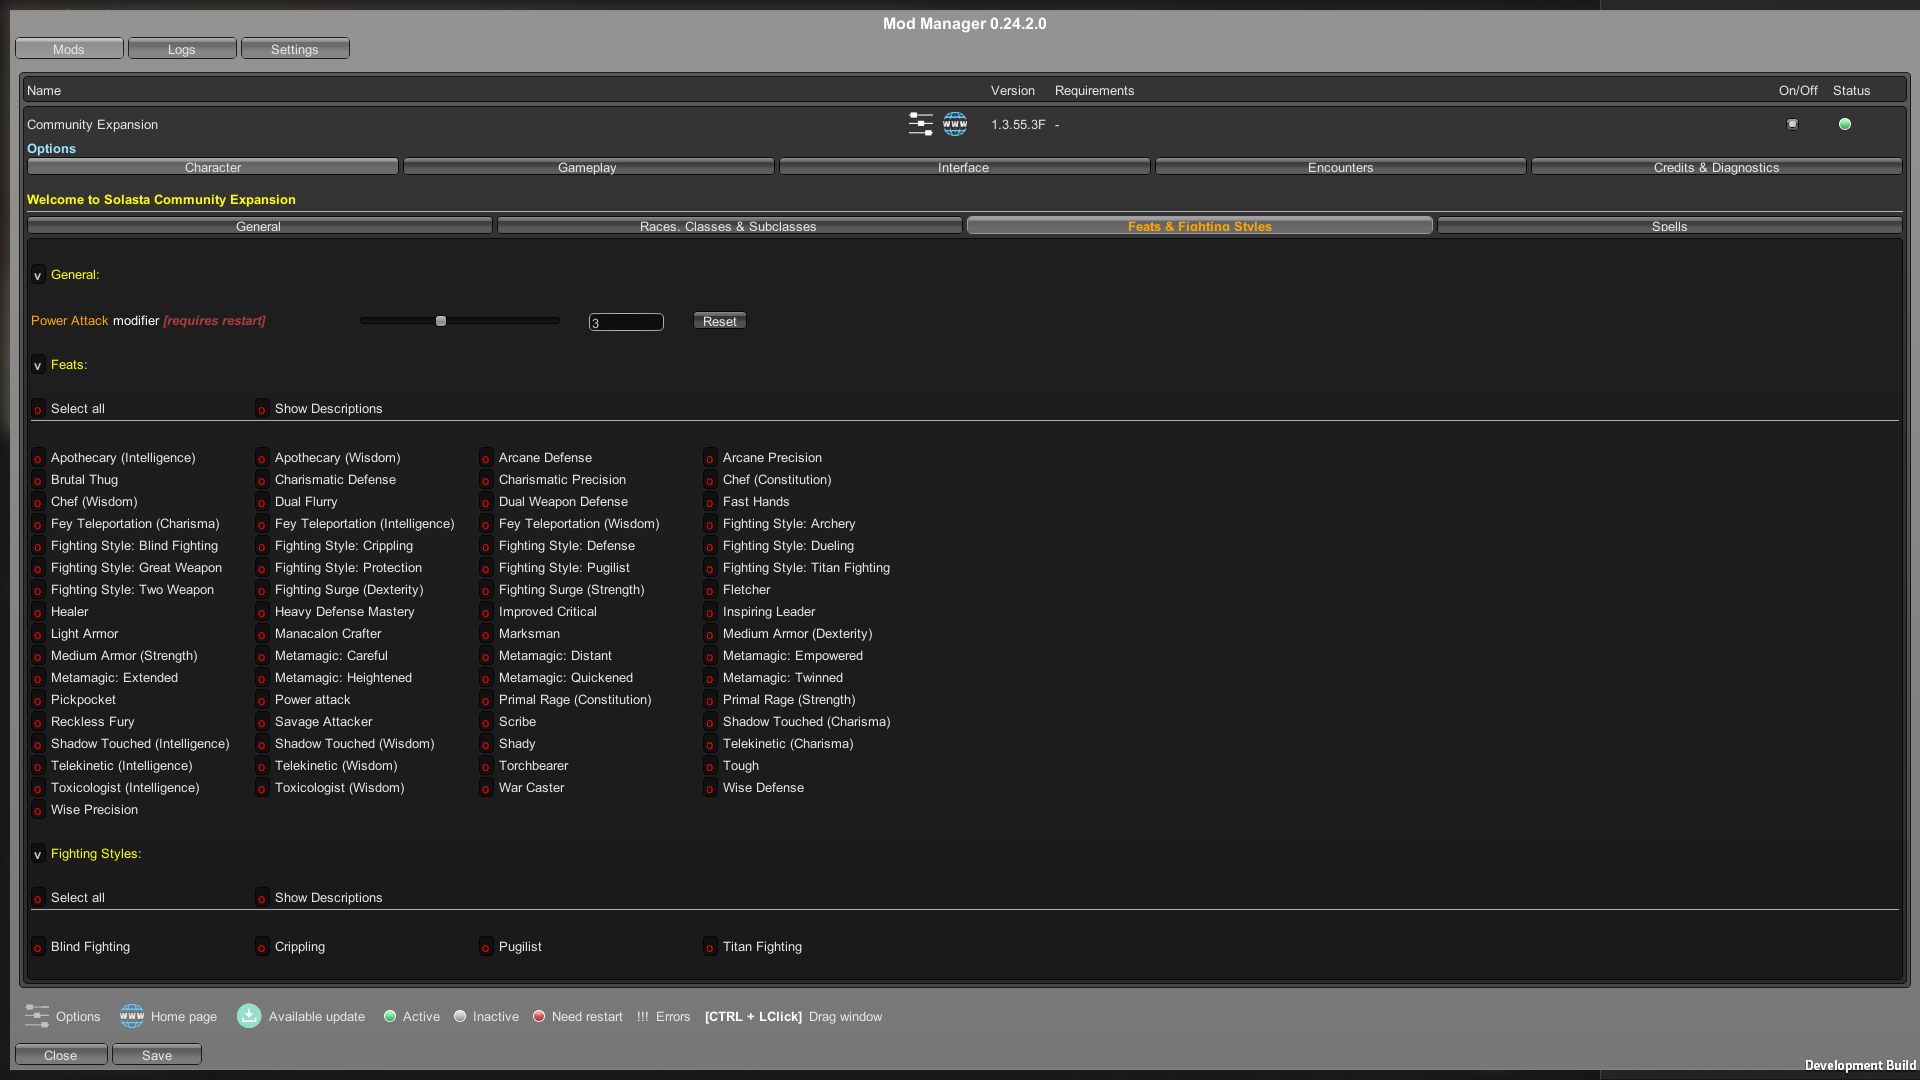 Mod Manager 0.24.2.0
Mods Logs Settings
Name Version Requirements On/Off Status
Community Expansion WWW 1.3.55.3F - 
Options
Character Gameplay Interface Encounters Credits & Diagnostics
Welcome to Solasta Community Expansion
General Races, Classes & Subclasses Feats & Fighting Styles Spells
v General:
Power Attack modifier [requires restart] 3 Reset
v Feats:
o Select all o Show Descriptions
o Apothecary (Intelligence) o Apothecary (Wisdom) o Arcane Defense o Arcane Precision
o Brutal Thug o Charismatic Defense o Charismatic Precision o Chef (Constitution)
o Chef (Wisdom) o Dual Flurry o Dual Weapon Defense o Fast Hands
o Fey Teleportation (Charisma) o Fey Teleportation (Intelligence) o Fey Teleportation (Wisdom) o Fighting Style: Archery
o Fighting Style: Blind Fighting o Fighting Style: Crippling o Fighting Style: Defense o Fighting Style: Dueling
o Fighting Style: Great Weapon o Fighting Style: Protection o Fighting Style: Pugilist o Fighting Style: Titan Fighting
o Fighting Style: Two Weapon o Fighting Surge (Dexterity) o Fighting Surge (Strength) o Fletcher
o Healer o Heavy Defense Mastery o Improved Critical o Inspiring Leader
o Light Armor o Manacalon Crafter o Marksman o Medium Armor (Dexterity)
o Medium Armor (Strength) o Metamagic: Careful o Metamagic: Distant o Metamagic: Empowered
o Metamagic: Extended o Metamagic: Heightened o Metamagic: Quickened o Metamagic: Twinned
o Pickpocket o Power attack o Primal Rage (Constitution) o Primal Rage (Strength)
o Reckless Fury o Savage Attacker o Scribe o Shadow Touched (Charisma)
o Shadow Touched (Intelligence) o Shadow Touched (Wisdom) o Shady o Telekinetic (Charisma)
o Telekinetic (Intelligence) o Telekinetic (Wisdom) o Torchbearer o Tough
o Toxicologist (Intelligence) o Toxicologist (Wisdom) o War Caster o Wise Defense
o Wise Precision
v Fighting Styles:
o Select all o Show Descriptions
o Blind Fighting o Crippling o Pugilist o Titan Fighting
Options WWW Home page Available update Active Inactive Need restart !!! Errors [CTRL + LClick] Drag window
Close Save
Development Build